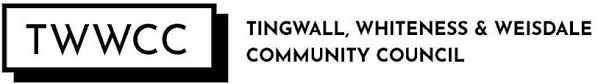 TWWCC
TINGWALL, WHITENESS & WEISDALE
COMMUNITY COUNCIL